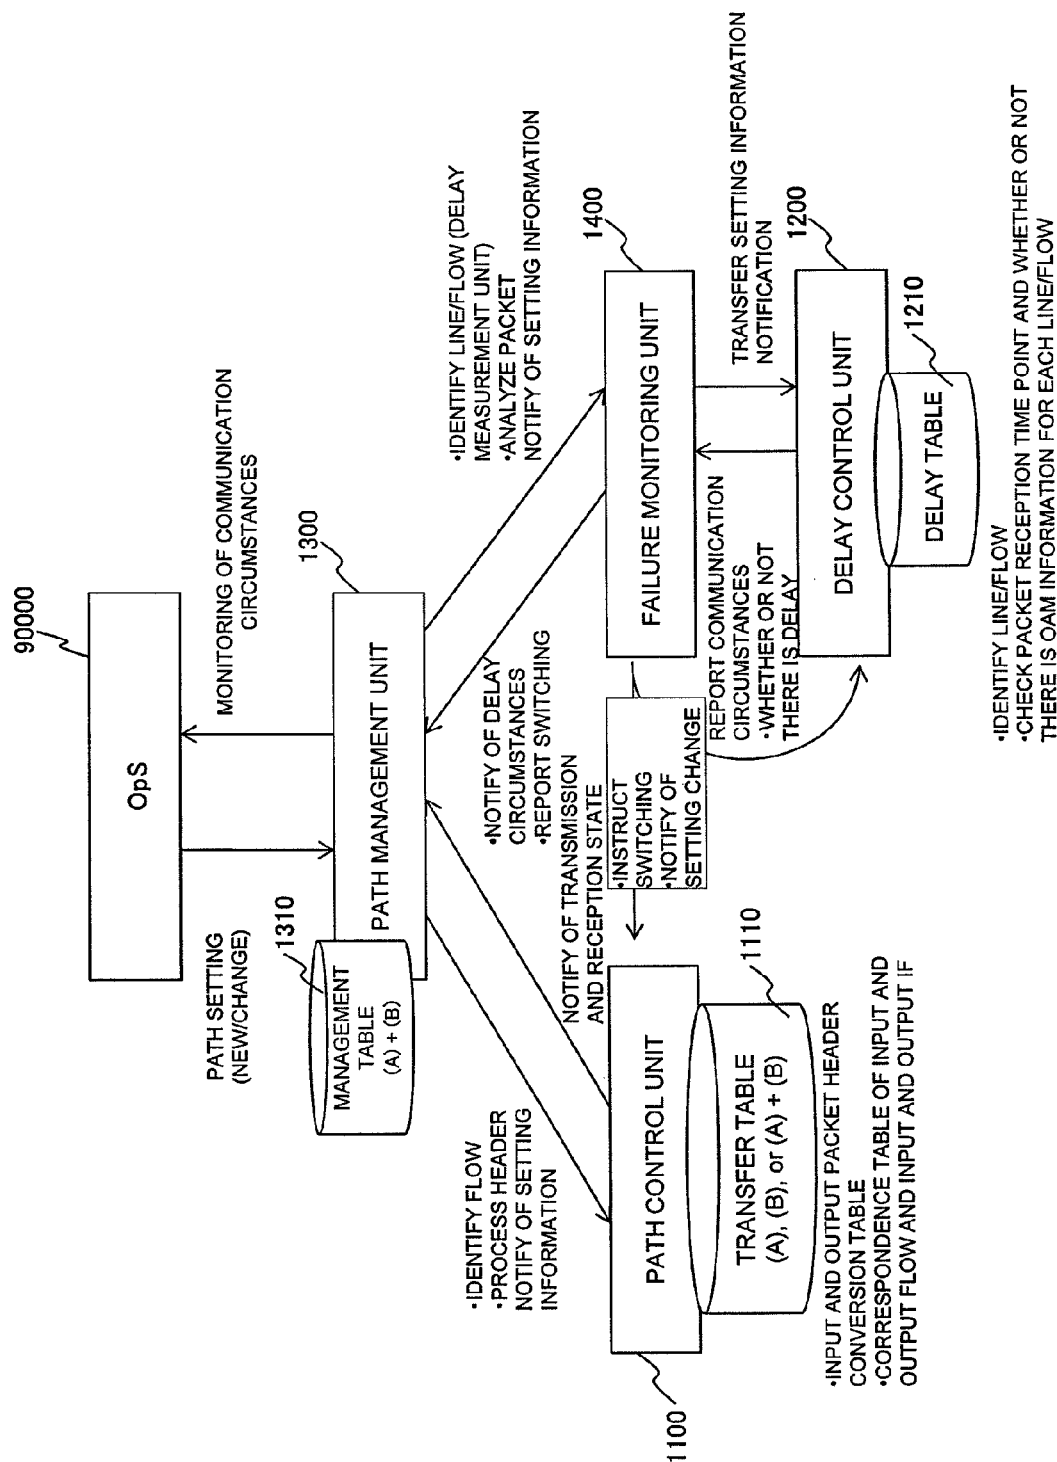 90000
OpS
PATH SETTING
(NEW/CHANGE)
MONITORING OF COMMUNICATION
CIRCUMSTANCES
1310
MANAGEMENT
TABLE
(A) + (B)
1300
PATH MANAGEMENT UNIT
•IDENTIFY FLOW
•PROCESS HEADER
NOTIFY OF SETTING
INFORMATION
NOTIFY OF TRANSMISSION
AND RECEPTION STATE
•NOTIFY OF DELAY
CIRCUMSTANCES
•REPORT SWITCHING
•IDENTIFY LINE/FLOW (DELAY
MEASUREMENT UNIT)
•ANALYZE PACKET
NOTIFY OF SETTING INFORMATION
1100
PATH CONTROL UNIT
1110
TRANSFER TABLE
(A), (B), or (A) + (B)
•INPUT AND OUTPUT PACKET HEADER
CONVERSION TABLE
•CORRESPONDENCE TABLE OF INPUT AND
OUTPUT FLOW AND INPUT AND OUTPUT IF
•INSTRUCT
SWITCHING
•NOTIFY OF
SETTING CHANGE
1400
FAILURE MONITORING UNIT
REPORT COMMUNICATION
CIRCUMSTANCES
•WHETHER OR NOT
THERE IS DELAY
TRANSFER SETTING INFORMATION
NOTIFICATION
1200
DELAY CONTROL UNIT
1210
DELAY TABLE
•IDENTIFY LINE/FLOW
•CHECK PACKET RECEPTION TIME POINT AND WHETHER OR NOT
THERE IS OAM INFORMATION FOR EACH LINE/FLOW